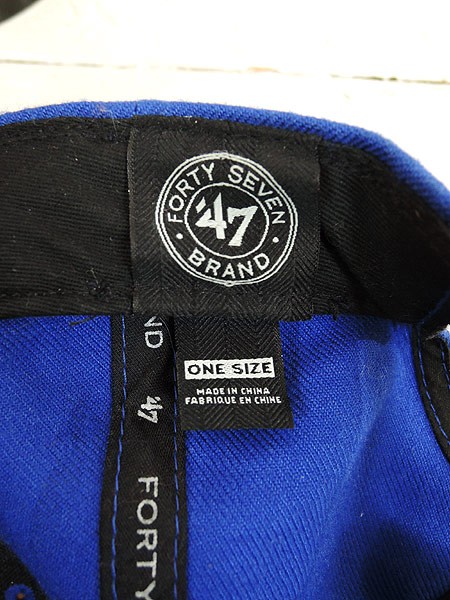 FORTY SEVEN
'47
BRAND
ONE SIZE
MADE IN CHINA
FABRIQUE EN CHINE
ND
'47
FORTY